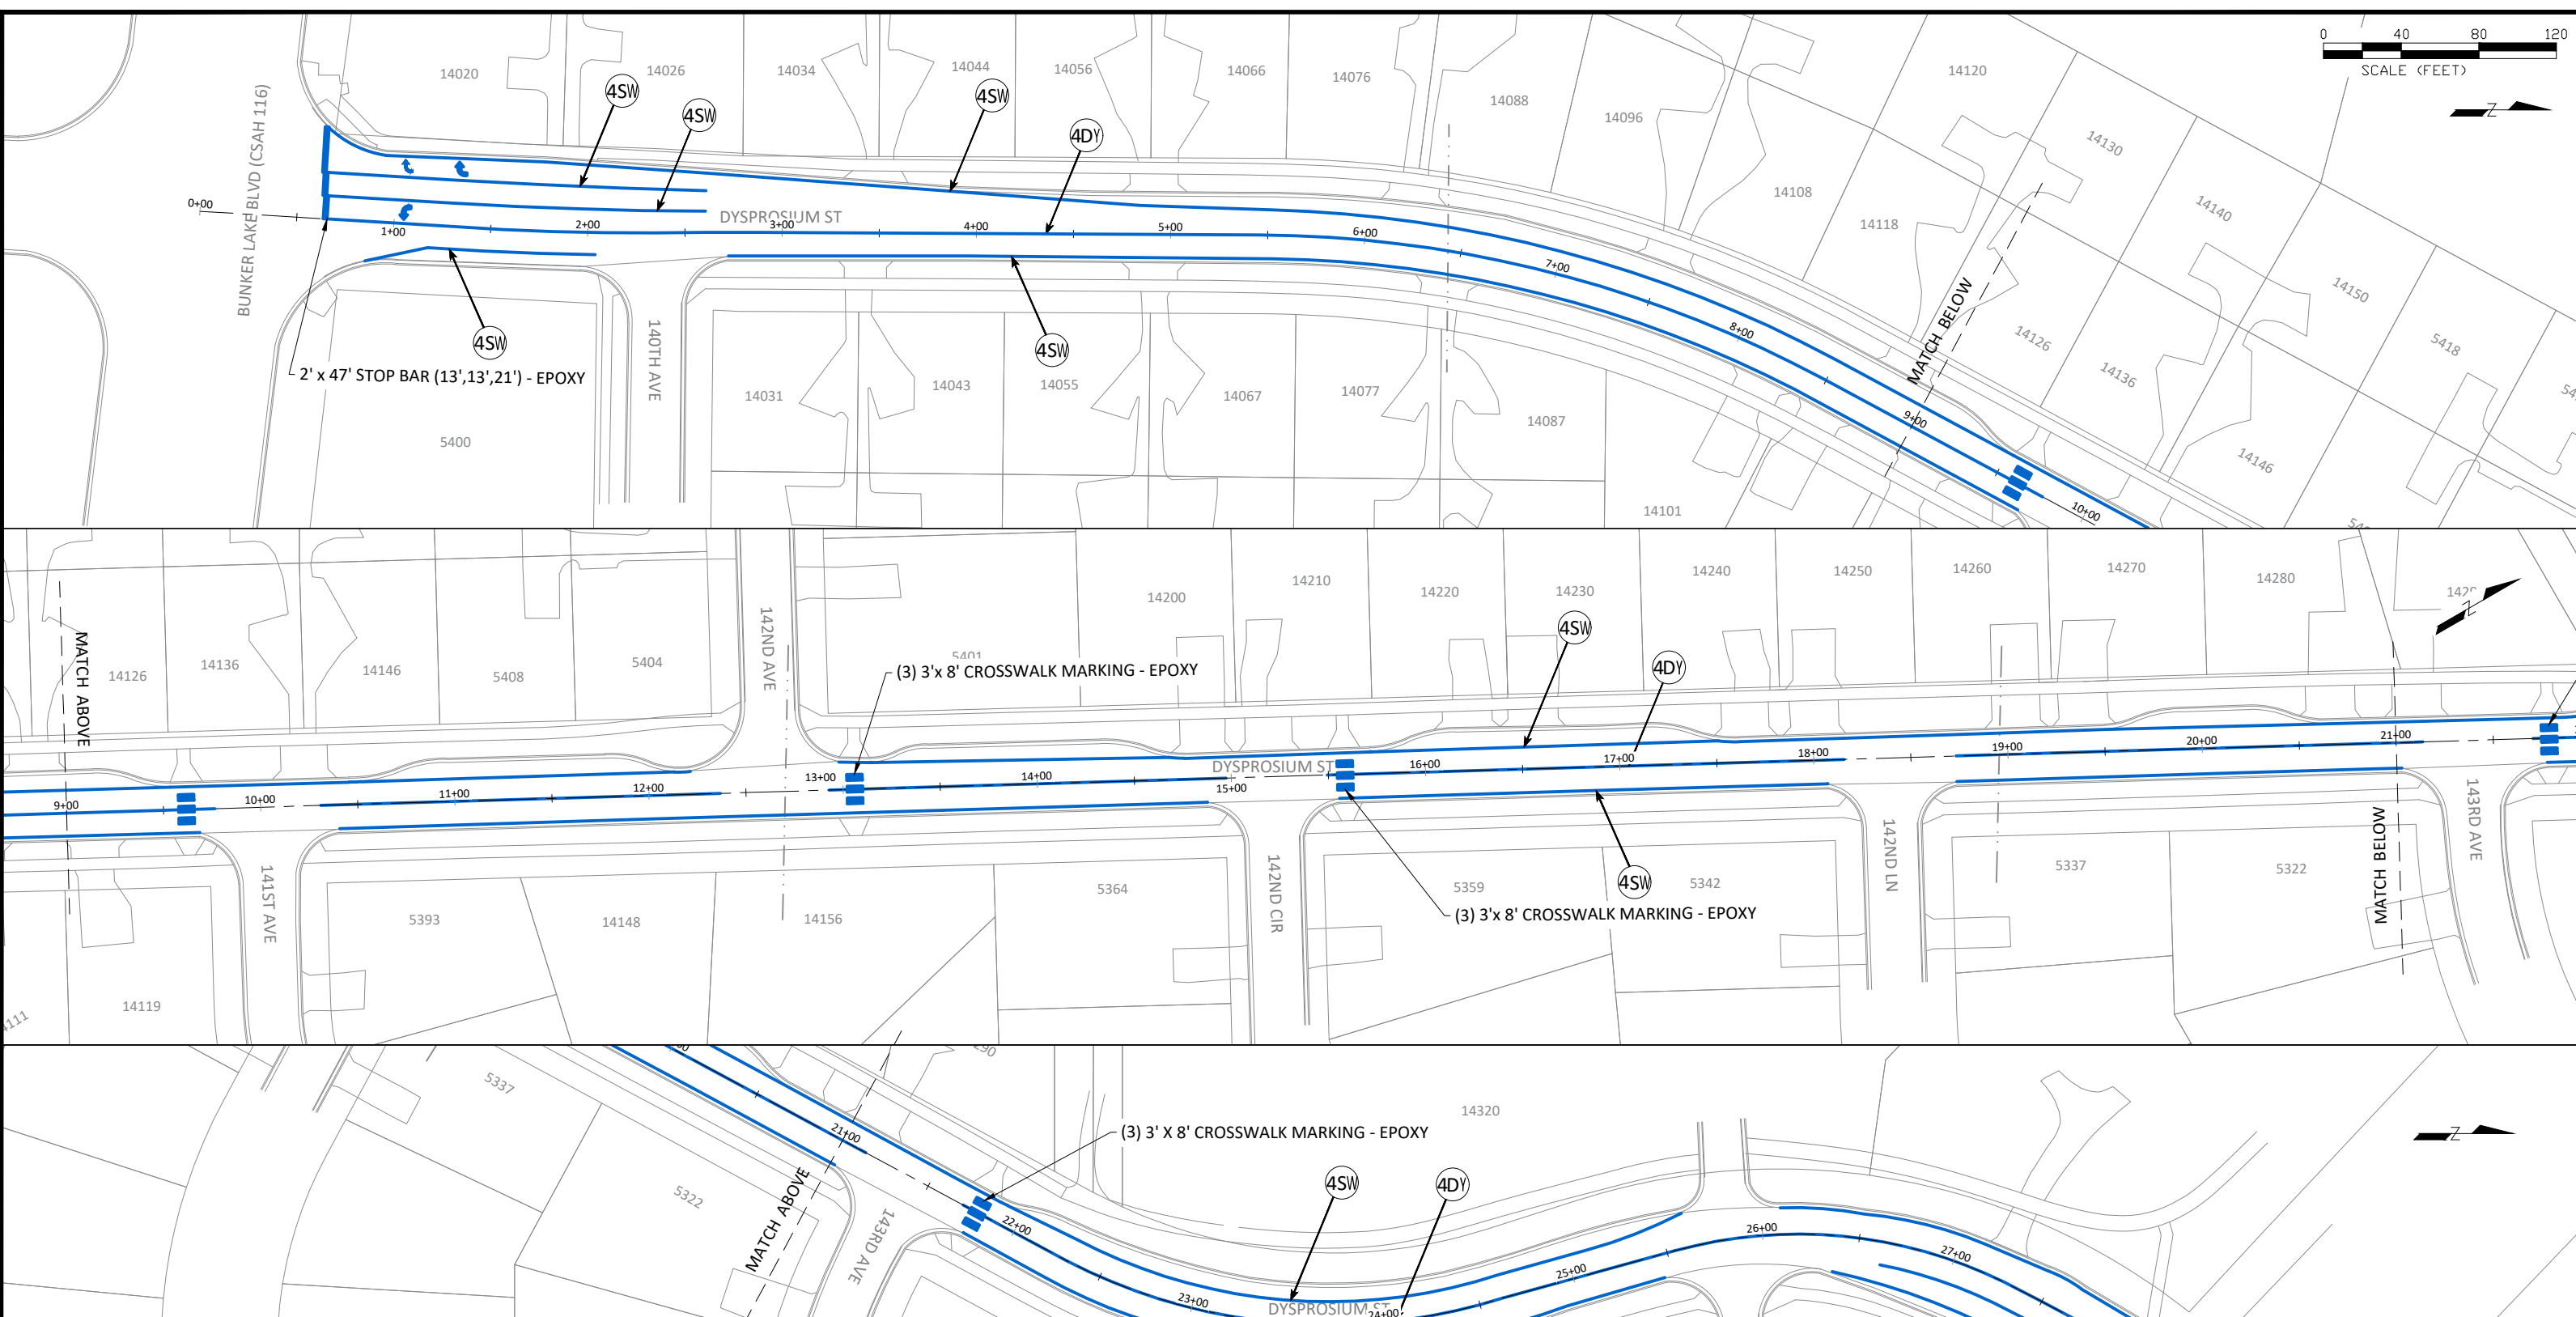 0 40 80 120
SCALE (FEET)
Z
14020
14026
14034
14044
14056
14066
14076
14088
14096
14108
14118
14120
14130
14140
14150
5418
14126
14136
14146
4SW
4SW
4SW
4DY
BUNKER LAKE BLVD (CSAH 116)
DYSPROSIUM ST
0+00
1+00
2+00
3+00
4+00
5+00
6+00
7+00
8+00
9+00
10+00
MATCH BELOW
4SW
4SW
2' x 47' STOP BAR (13',13',21') - EPOXY
140TH AVE
5400
14031
14043
14055
14067
14077
14087
14101
MATCH ABOVE
14126
14136
14146
5408
5404
142ND AVE
5401
(3) 3'x 8' CROSSWALK MARKING - EPOXY
14200
14210
14220
14230
14240
14250
14260
14270
14280
Z
4SW
4DY
DYSPROSIUM ST
9+00
10+00
11+00
12+00
13+00
14+00
15+00
16+00
17+00
18+00
19+00
20+00
21+00
141ST AVE
142ND CIR
142ND LN
143RD AVE
MATCH BELOW
14119
5393
14148
14156
5364
5359
5342
5337
5322
4SW
(3) 3'x 8' CROSSWALK MARKING - EPOXY
5337
5322
14320
(3) 3' X 8' CROSSWALK MARKING - EPOXY
4SW
4DY
Z
MATCH ABOVE
143RD AVE
DYSPROSIUM ST
21+00
22+00
23+00
24+00
25+00
26+00
27+00